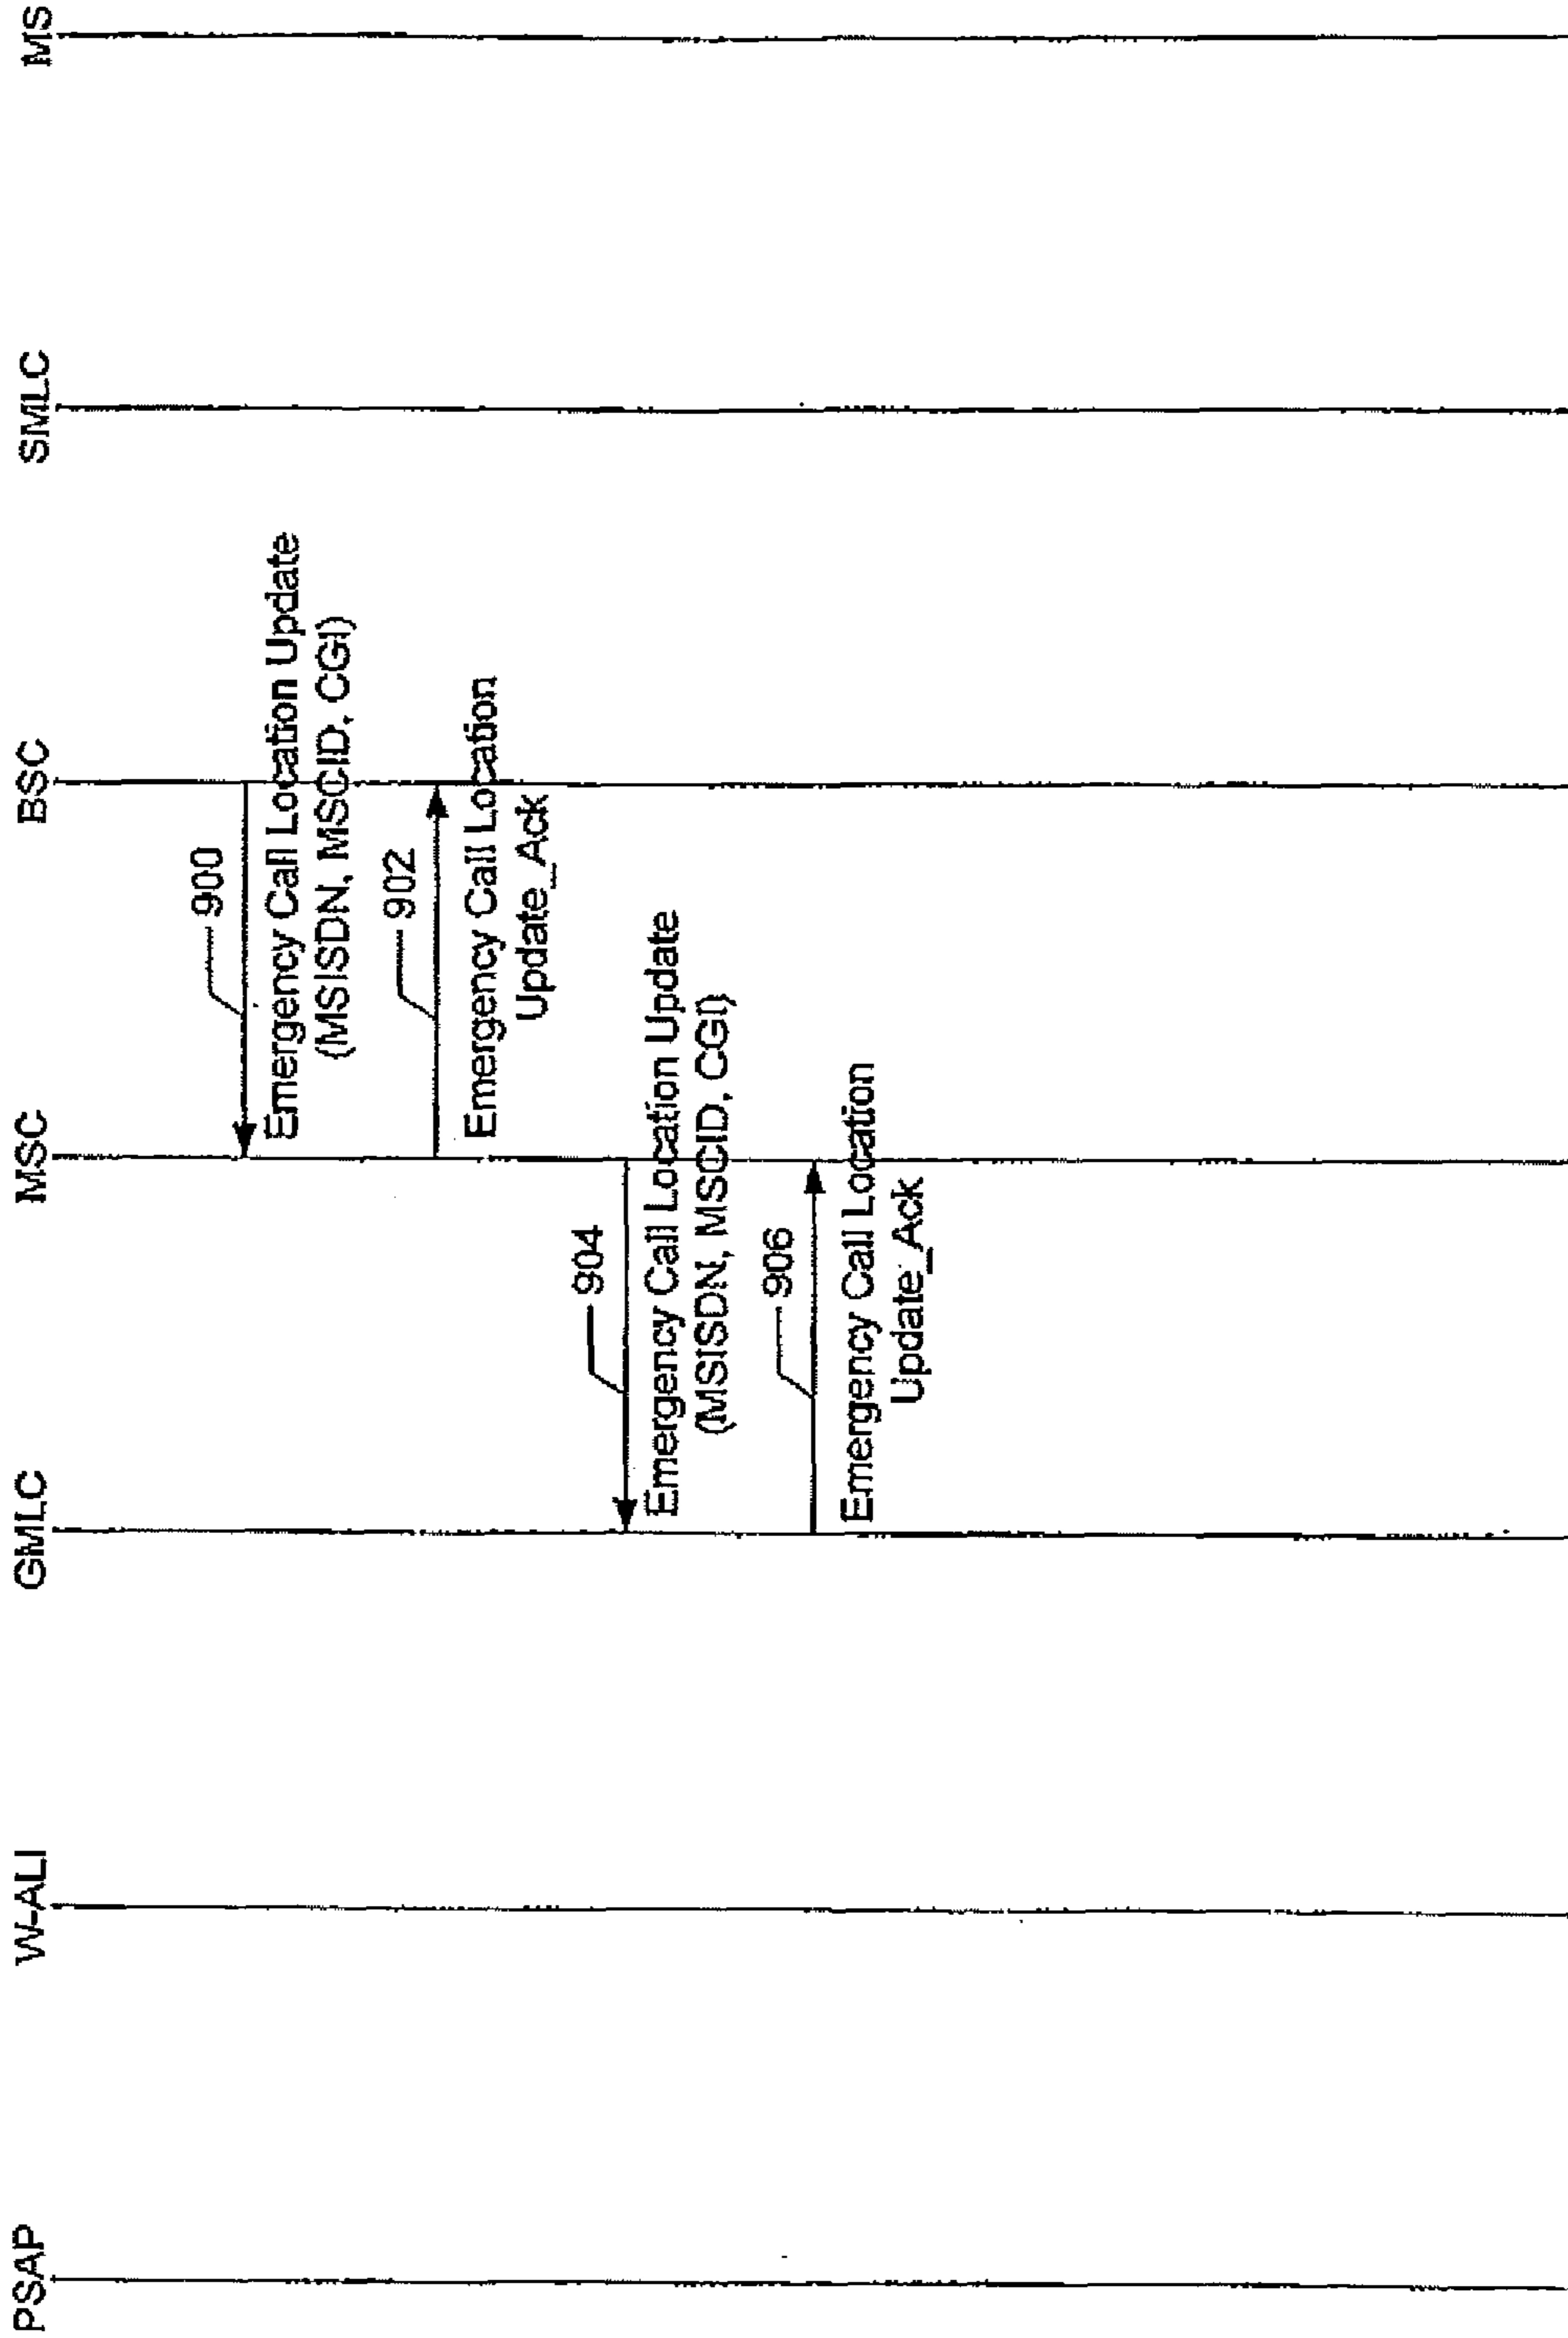 PSAP
W-ALI
GMLC
MSC
BSC
SMLC
MS
900
Emergency Call Location Update
(MSISDN, MSCID, CGI)
902
Emergency Call Location
Update_Ack
904
Emergency Call Location Update
(MSISDN, MSCID, CGI)
906
Emergency Call Location
Update_Ack